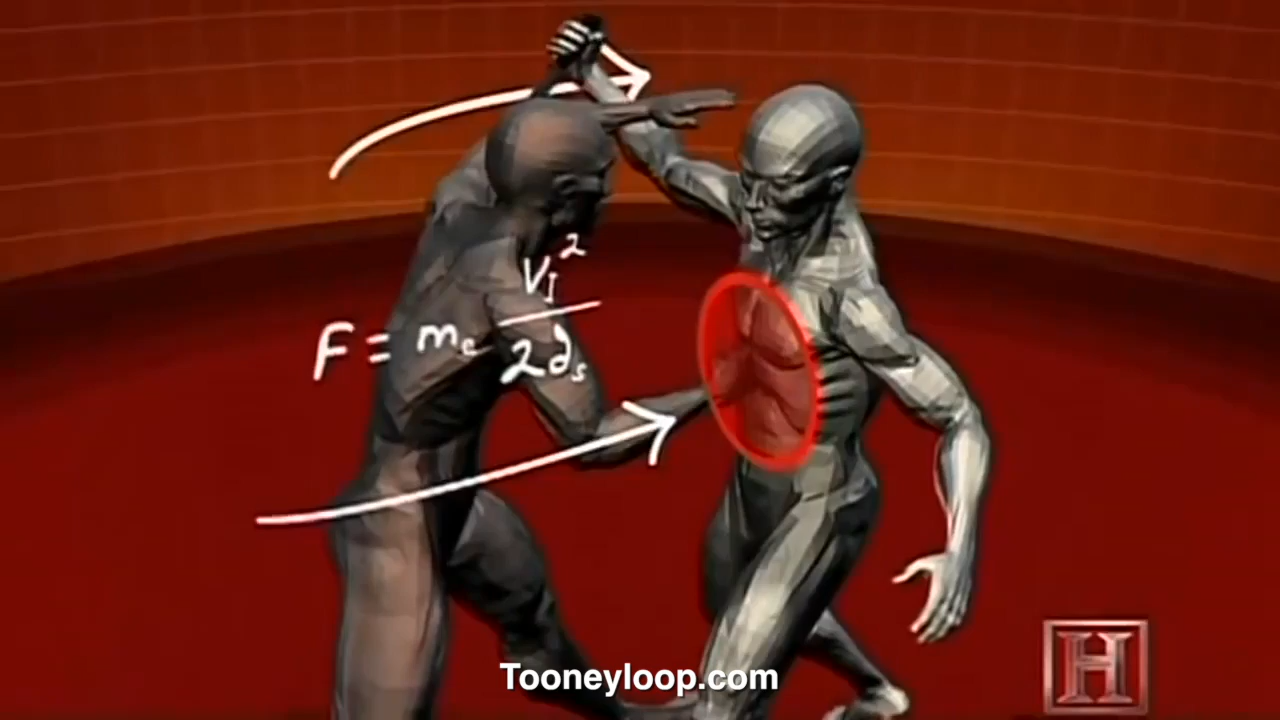 F = mₑ V_I² / 2d_s
Tooneyloop.com
H